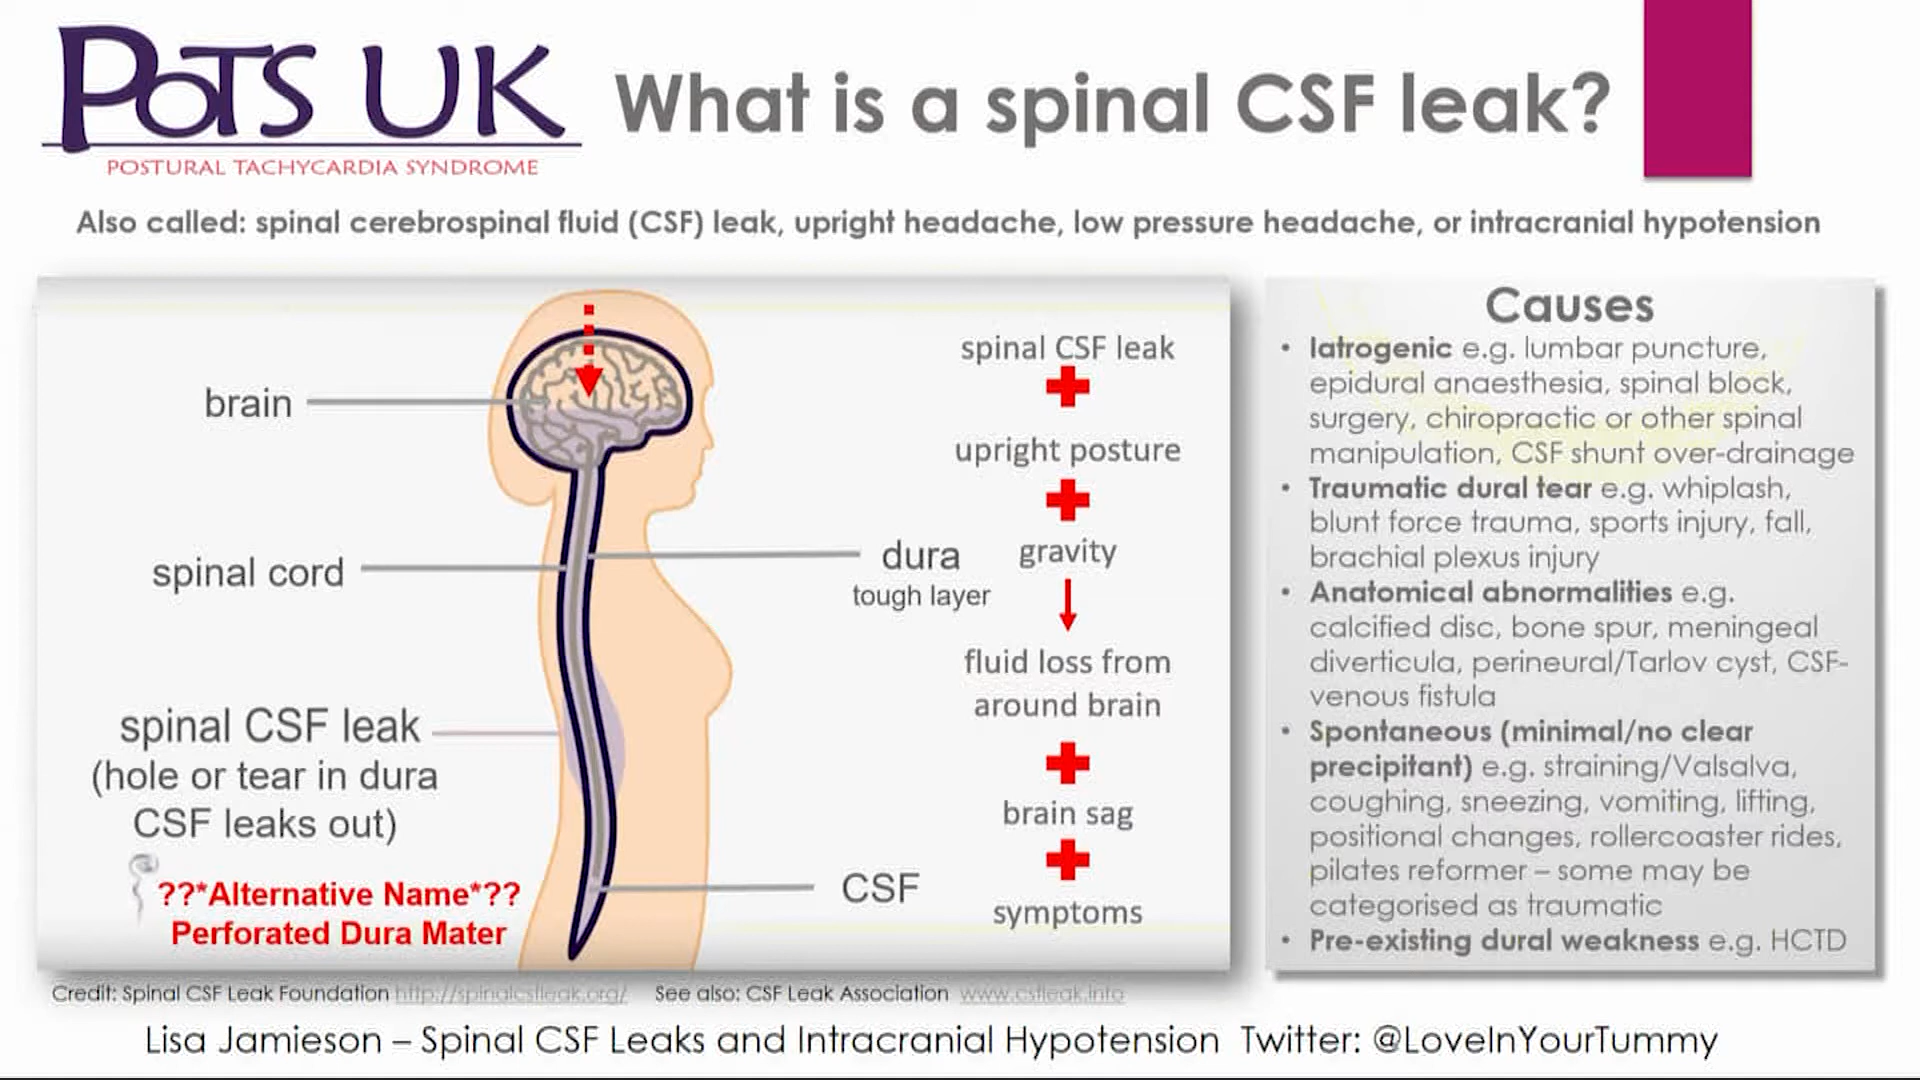 PoTS UK
POSTURAL TACHYCARDIA SYNDROME
What is a spinal CSF leak?
Also called: spinal cerebrospinal fluid (CSF) leak, upright headache, low pressure headache, or intracranial hypotension
brain
spinal cord
spinal CSF leak
(hole or tear in dura
CSF leaks out)
??*Alternative Name*??
Perforated Dura Mater
dura
tough layer
CSF
spinal CSF leak
upright posture
gravity
fluid loss from
around brain
brain sag
symptoms
Causes
• Iatrogenic e.g. lumbar puncture,
epidural anaesthesia, spinal block,
surgery, chiropractic or other spinal
manipulation, CSF shunt over-drainage
• Traumatic dural tear e.g. whiplash,
blunt force trauma, sports injury, fall,
brachial plexus injury
• Anatomical abnormalities e.g.
calcified disc, bone spur, meningeal
diverticula, perineural/Tarlov cyst, CSF-
venous fistula
• Spontaneous (minimal/no clear
precipitant) e.g. straining/Valsalva,
coughing, sneezing, vomiting, lifting,
positional changes, rollercoaster rides,
pilates reformer – some may be
categorised as traumatic
• Pre-existing dural weakness e.g. HCTD
Credit: Spinal CSF Leak Foundation http://spinalcsfleak.org/ See also: CSF Leak Association www.csfleak.info
Lisa Jamieson – Spinal CSF Leaks and Intracranial Hypotension Twitter: @LoveInYourTummy